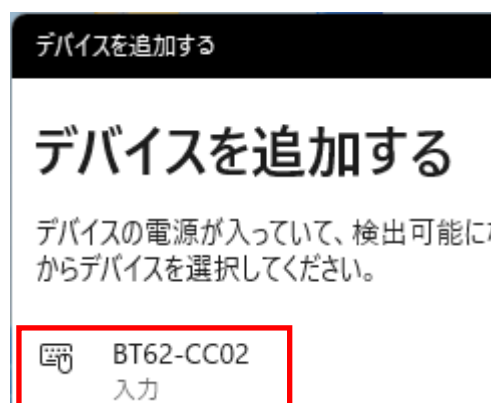 デバイスを追加する
デバイスを追加する
デバイスの電源が入っていて、検出可能に
からデバイスを選択してください。
BT62-CC02
入力